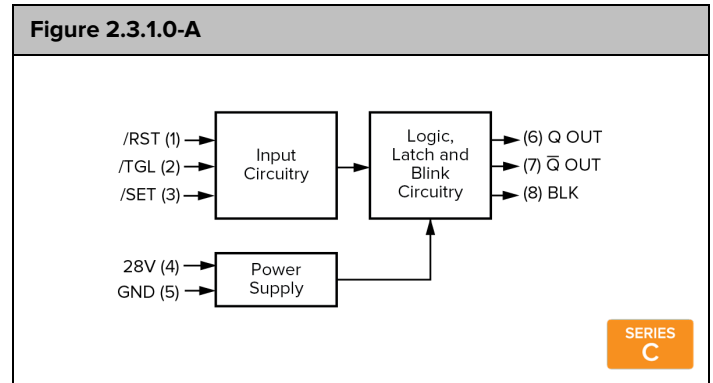 Figure 2.3.1.0-A
/RST (1)
/TGL (2)
/SET (3)
Input
Circuitry
Logic,
Latch and
Blink
Circuitry
(6) Q OUT
(7) Q̅ OUT
(8) BLK
28V (4)
GND (5)
Power
Supply
SERIES
C